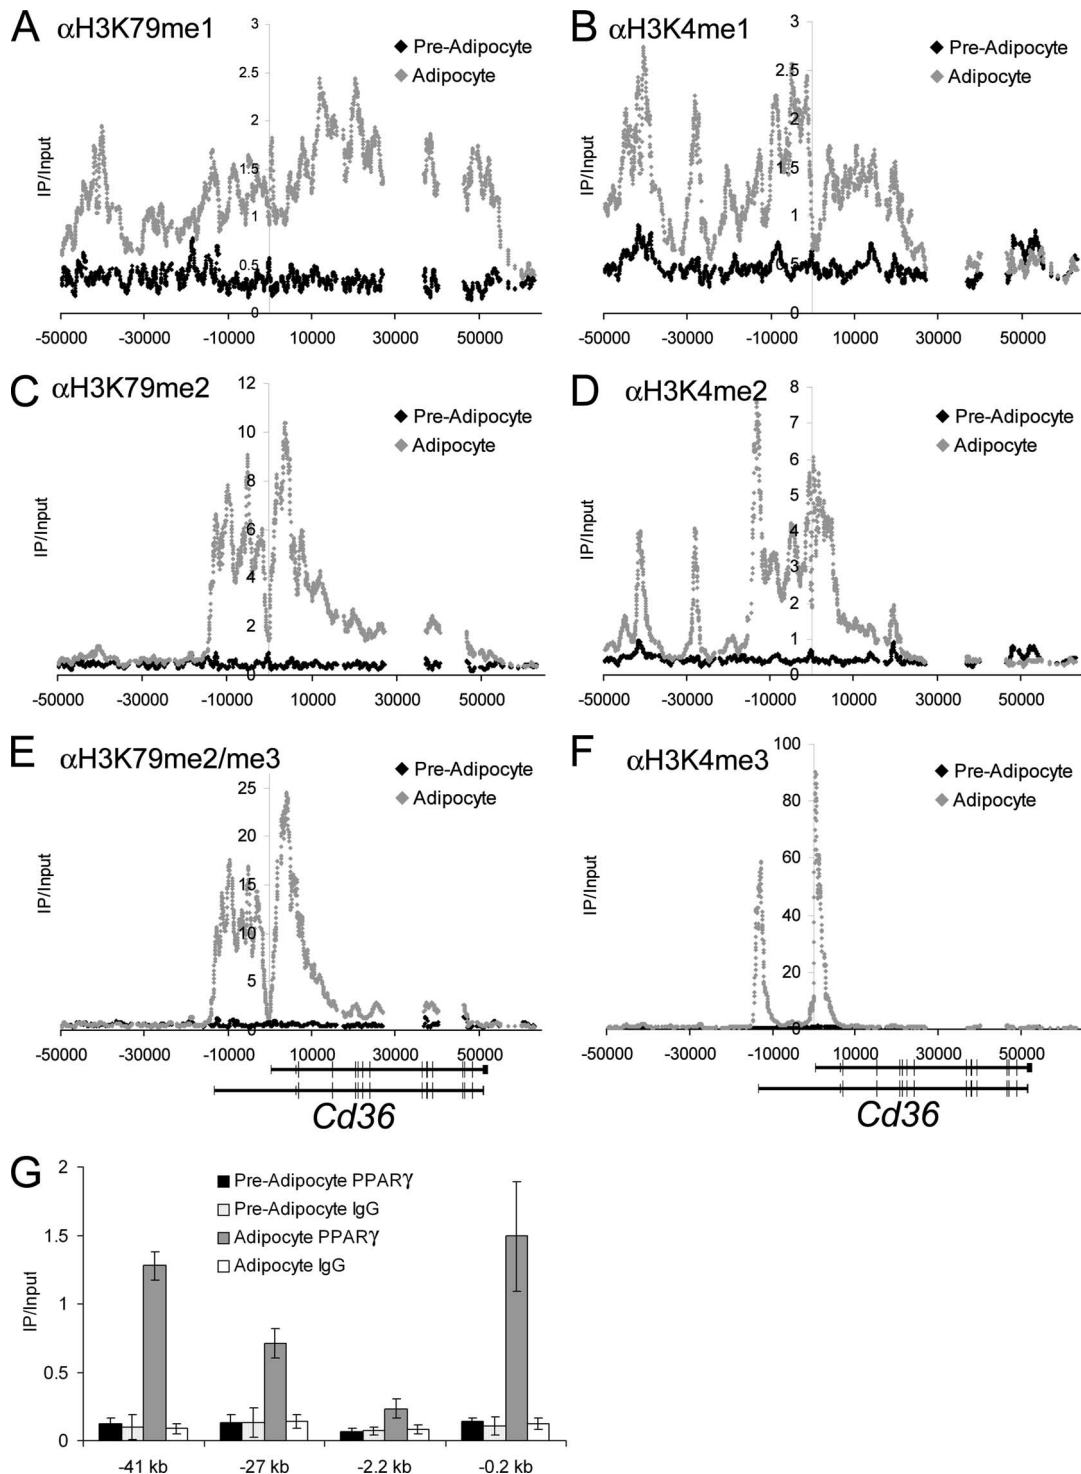 A αH3K79me1
3
2.5
2
1.5
1
0.5
0
Pre-Adipocyte
Adipocyte
IP/Input
-50000 -30000 -10000 10000 30000 50000
B αH3K4me1
3
2.5
2
1.5
1
0.5
0
Pre-Adipocyte
Adipocyte
IP/Input
-50000 -30000 -10000 10000 30000 50000
C αH3K79me2
12
10
8
6
4
2
0
Pre-Adipocyte
Adipocyte
IP/Input
-50000 -30000 -10000 10000 30000 50000
D αH3K4me2
8
7
6
5
4
3
2
1
0
Pre-Adipocyte
Adipocyte
IP/Input
-50000 -30000 -10000 10000 30000 50000
E αH3K79me2/me3
25
20
15
10
5
0
Pre-Adipocyte
Adipocyte
IP/Input
-50000 -30000 -10000 10000 30000 50000
Cd36
F αH3K4me3
100
80
60
40
20
0
Pre-Adipocyte
Adipocyte
IP/Input
-50000 -30000 -10000 10000 30000 50000
Cd36
G
2
1.5
1
0.5
0
IP/Input
Pre-Adipocyte PPARγ
Pre-Adipocyte IgG
Adipocyte PPARγ
Adipocyte IgG
-41 kb -27 kb -2.2 kb -0.2 kb